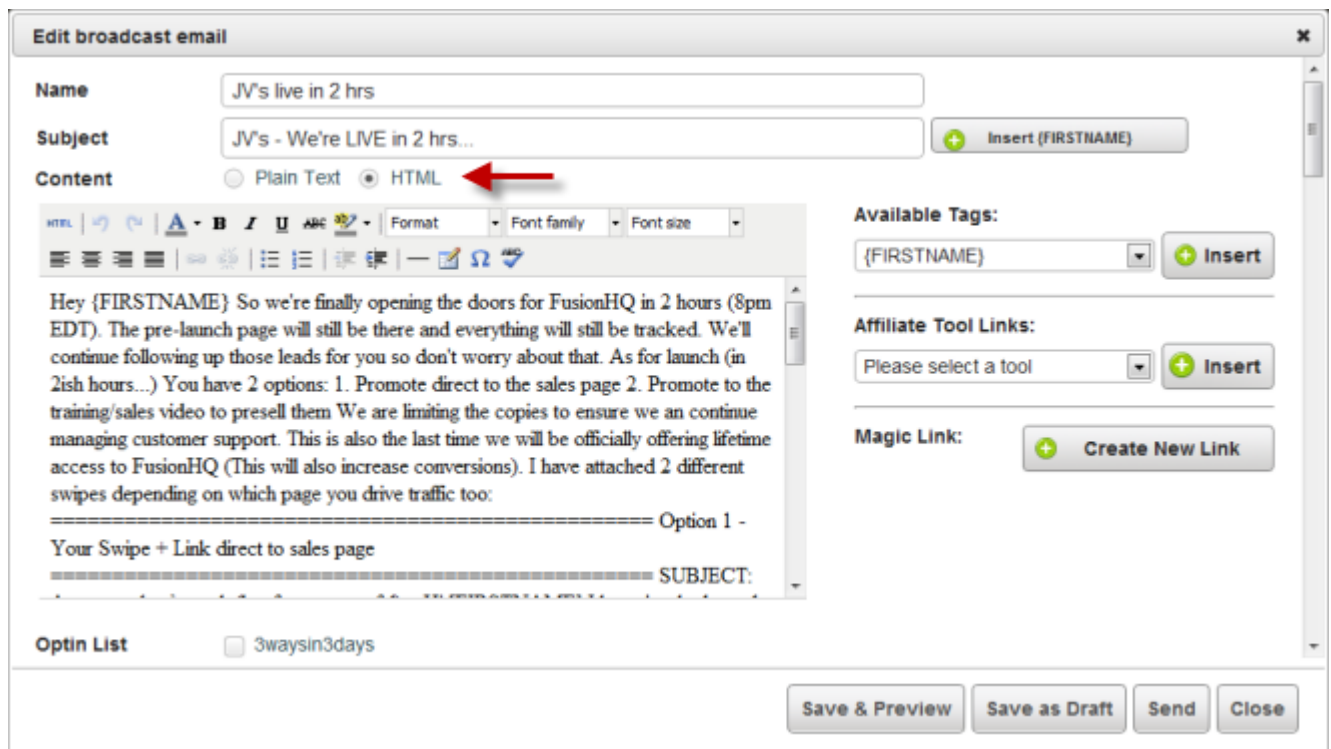 Edit broadcast email
Name
JV's live in 2 hrs
Subject
JV's - We're LIVE in 2 hrs...
Insert {FIRSTNAME}
Content
Plain Text
HTML
HTML
A
B I U ABC
Format
Font family
Font size
Ω
ABC
Hey {FIRSTNAME} So we're finally opening the doors for FusionHQ in 2 hours (8pm
EDT). The pre-launch page will still be there and everything will still be tracked. We'll
continue following up those leads for you so don't worry about that. As for launch (in
2ish hours...) You have 2 options: 1. Promote direct to the sales page 2. Promote to the
training/sales video to presell them We are limiting the copies to ensure we an continue
managing customer support. This is also the last time we will be officially offering lifetime
access to FusionHQ (This will also increase conversions). I have attached 2 different
swipes depending on which page you drive traffic too:
================================================== Option 1 -
Your Swipe + Link direct to sales page
================================================== SUBJECT:
Available Tags:
{FIRSTNAME}
Insert
Affiliate Tool Links:
Please select a tool
Insert
Magic Link:
Create New Link
Optin List
3waysin3days
Save & Preview
Save as Draft
Send
Close